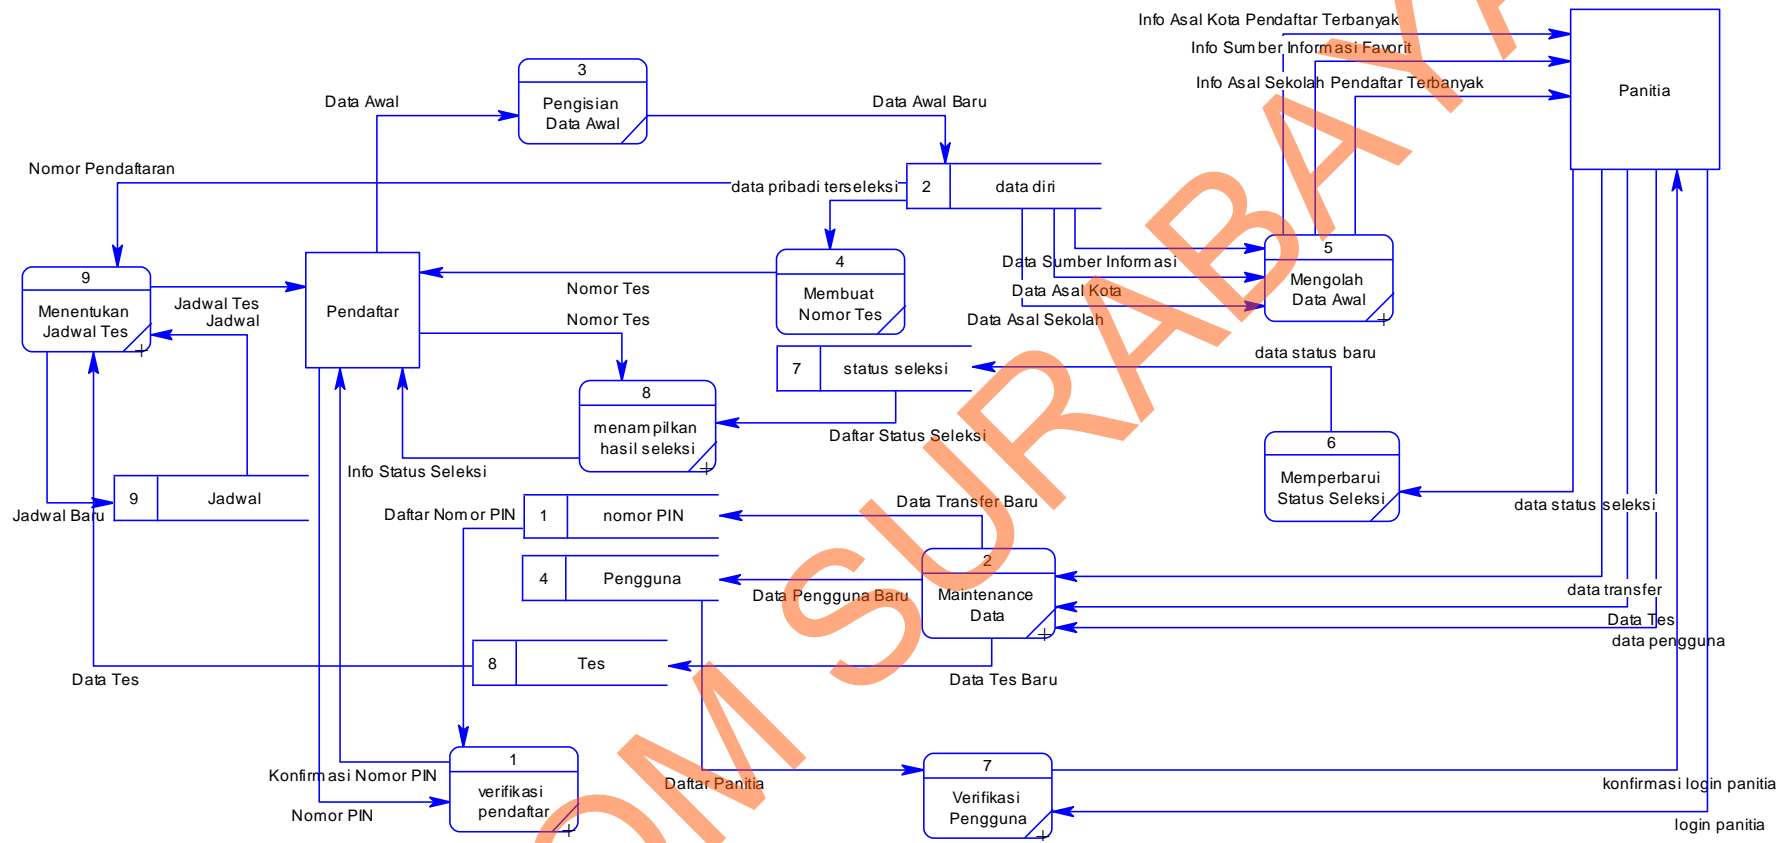 Info Asal Kota Pendaftar Terbanyak
Info Sumber Informasi Favorit
Info Asal Sekolah Pendaftar Terbanyak
Panitia
3
Pengisian
Data Awal
Data Awal
Data Awal Baru
Nomor Pendaftaran
data pribadi terseleksi
2
data diri
5
Mengolah
Data Awal
4
Membuat
Nomor Tes
9
Menentukan
Jadwal Tes
Jadwal Tes
Jadwal
Pendaftar
Nomor Tes
Nomor Tes
Data Sumber Informasi
Data Asal Kota
Data Asal Sekolah
7
status seleksi
data status baru
8
menampilkan
hasil seleksi
Daftar Status Seleksi
6
Memperbarui
Status Seleksi
Info Status Seleksi
9
Jadwal
Jadwal Baru
Daftar Nomor PIN
1
nomor PIN
Data Transfer Baru
data status seleksi
4
Pengguna
Data Pengguna Baru
2
Maintenance
Data
data transfer
Data Tes
data pengguna
8
Tes
Data Tes
Data Tes Baru
1
verifikasi
pendaftar
Konfirmasi Nomor PIN
Nomor PIN
Daftar Panitia
7
Verifikasi
Pengguna
konfirmasi login panitia
login panitia
OM SURABAYA